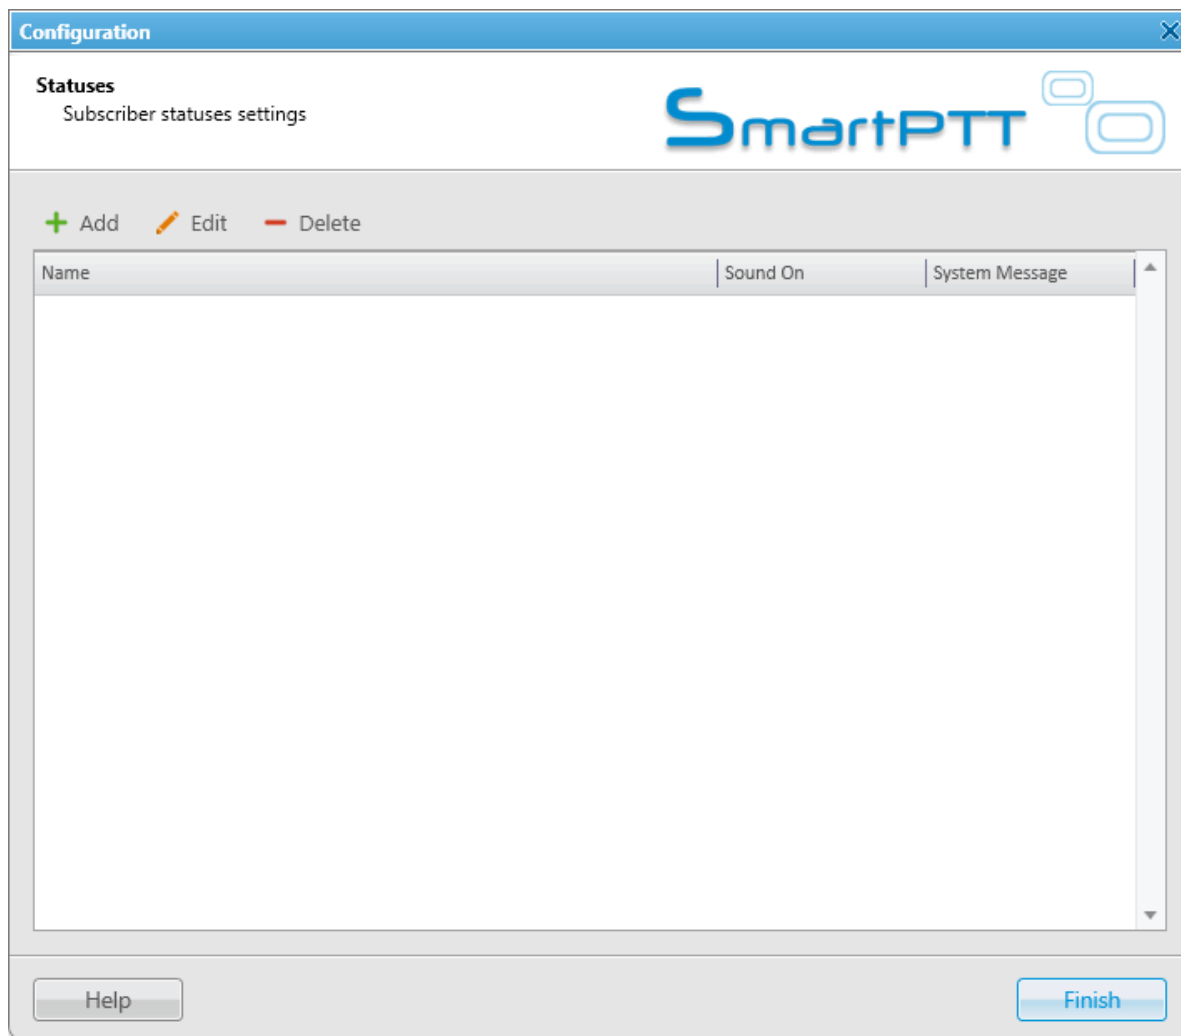 Configuration
Statuses
Subscriber statuses settings
SmartPTT
Add Edit Delete
Name Sound On System Message
Help Finish